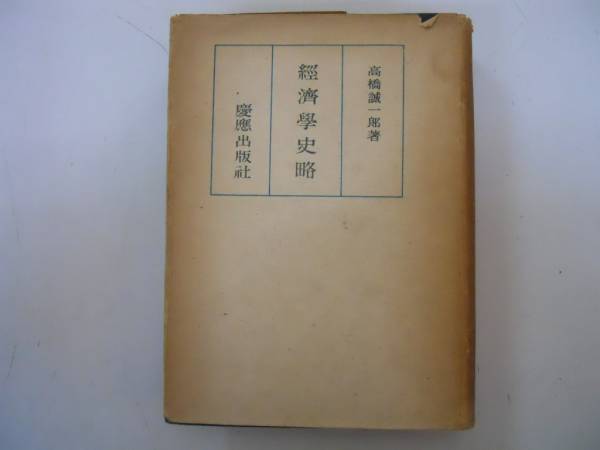 高橋誠一郎著
經濟學史略
慶應出版社